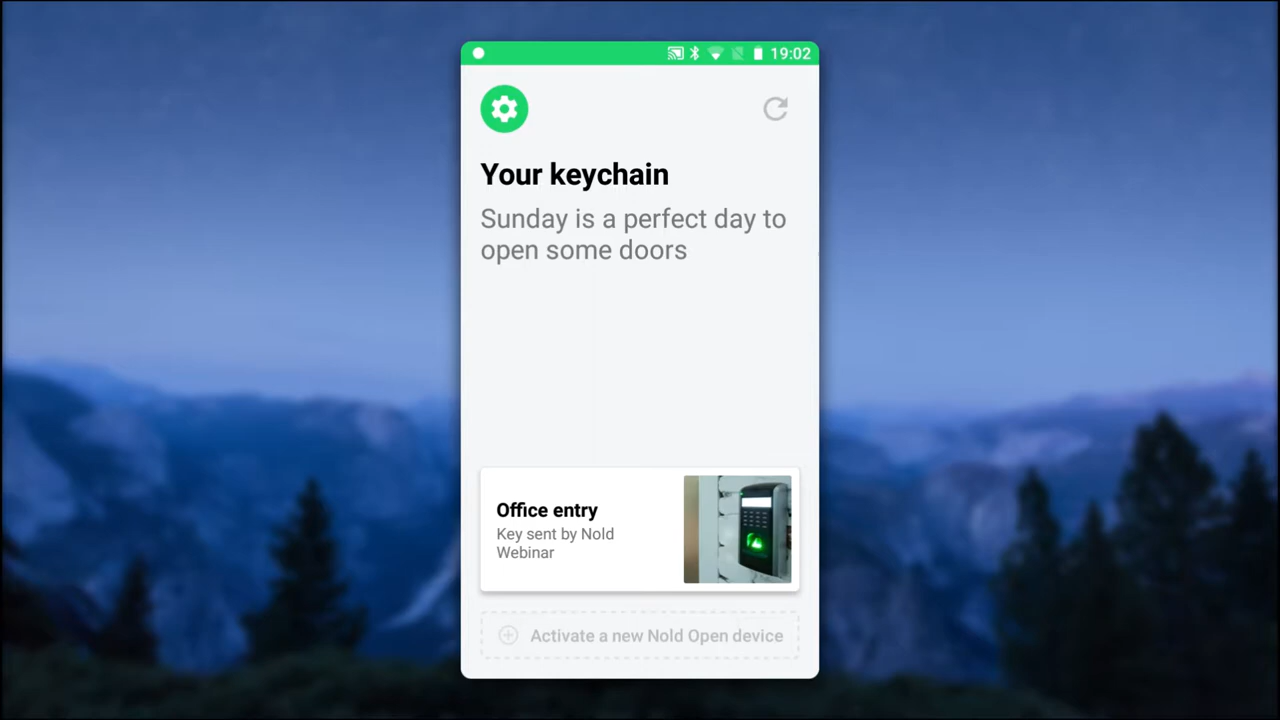 19:02
Your keychain
Sunday is a perfect day to
open some doors
Office entry
Key sent by Nold
Webinar
Activate a new Nold Open device